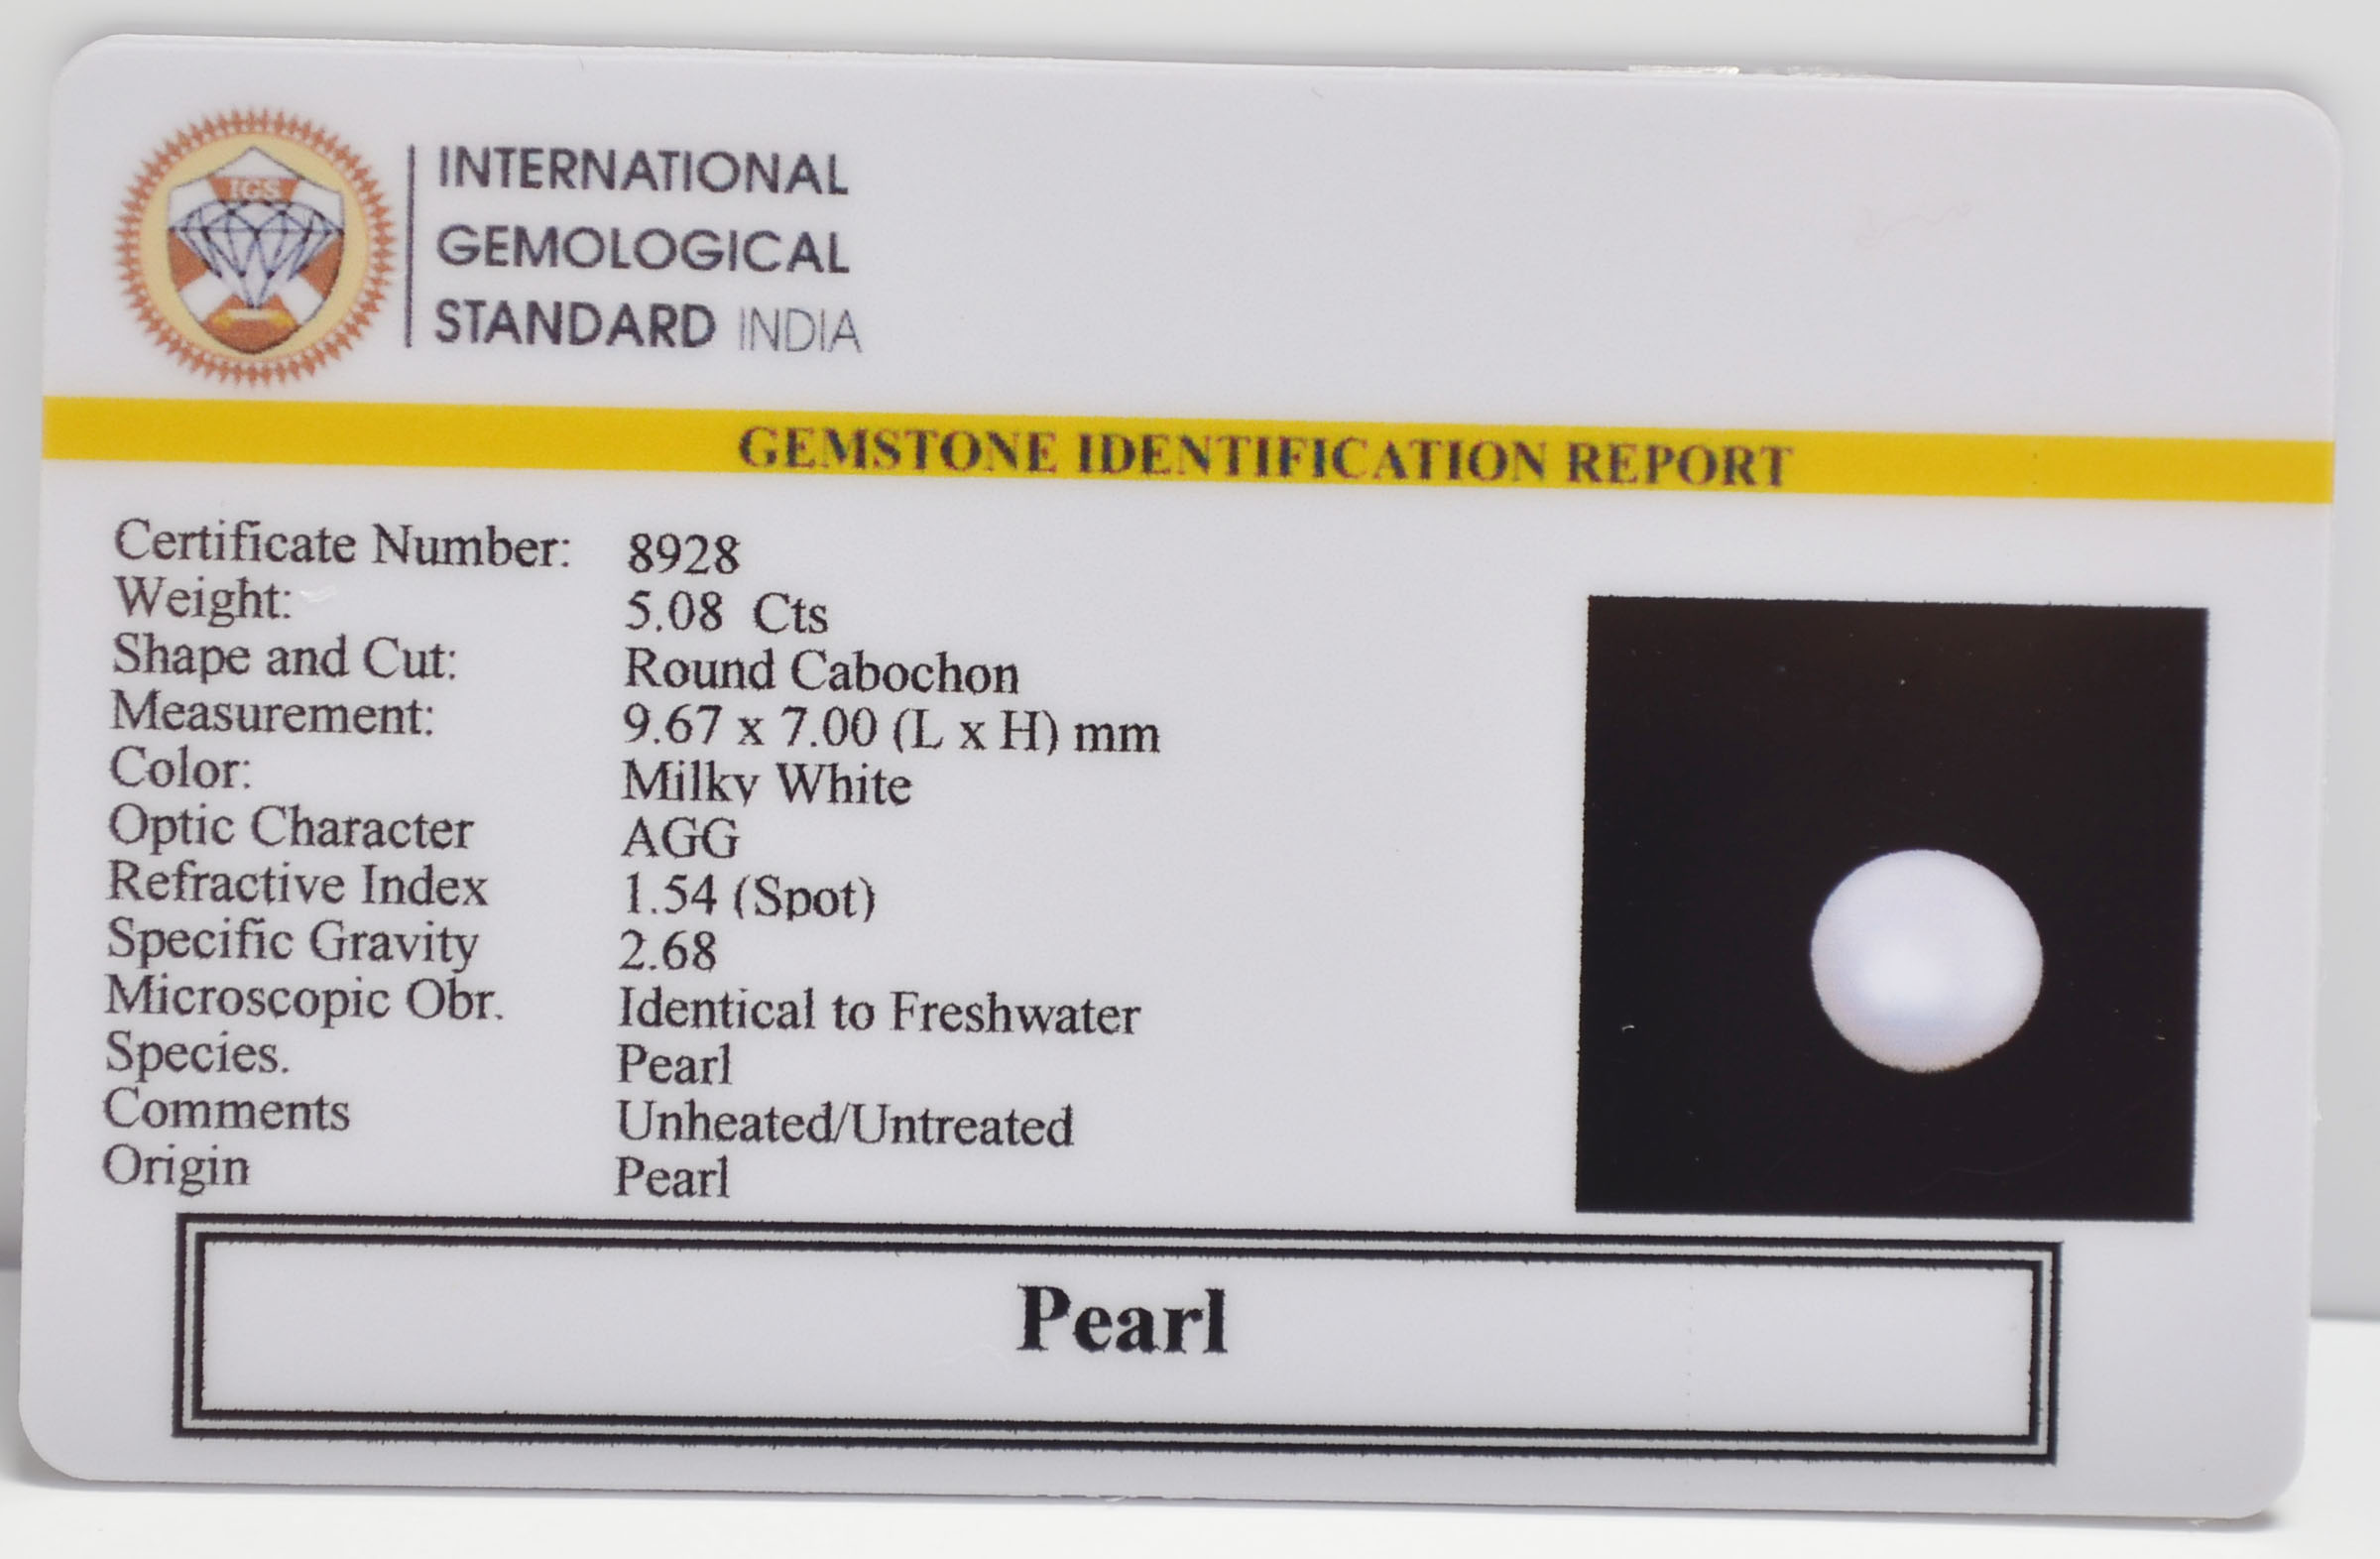 IGS
INTERNATIONAL
GEMOLOGICAL
STANDARD INDIA
GEMSTONE IDENTIFICATION REPORT
Certificate Number: 8928
Weight: 5.08 Cts
Shape and Cut: Round Cabochon
Measurement: 9.67 x 7.00 (L x H) mm
Color: Milky White
Optic Character AGG
Refractive Index 1.54 (Spot)
Specific Gravity 2.68
Microscopic Obr. Identical to Freshwater
Species. Pearl
Comments Unheated/Untreated
Origin Pearl
Pearl